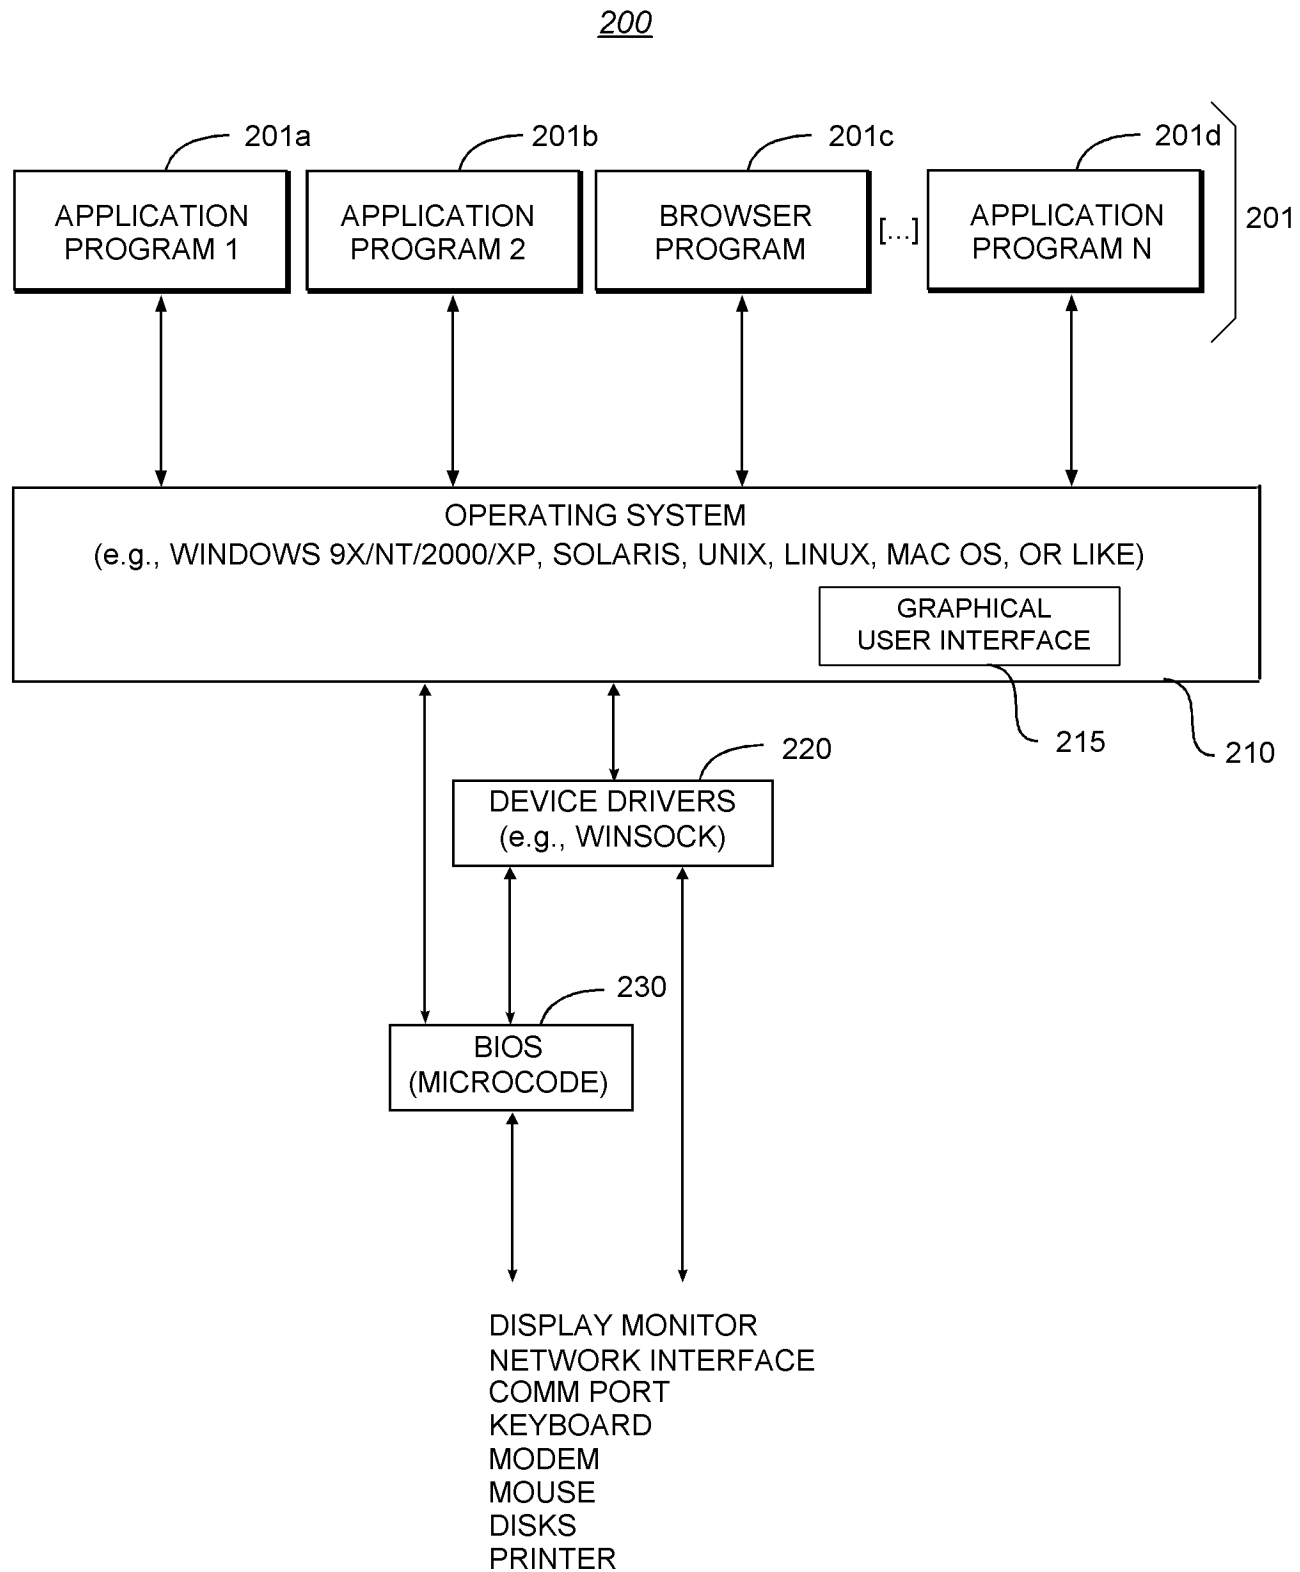 200
201a
201b
201c
201d
APPLICATION
PROGRAM 1
APPLICATION
PROGRAM 2
BROWSER
PROGRAM
[...]
APPLICATION
PROGRAM N
201
OPERATING SYSTEM
(e.g., WINDOWS 9X/NT/2000/XP, SOLARIS, UNIX, LINUX, MAC OS, OR LIKE)
GRAPHICAL
USER INTERFACE
215
210
220
DEVICE DRIVERS
(e.g., WINSOCK)
230
BIOS
(MICROCODE)
DISPLAY MONITOR
NETWORK INTERFACE
COMM PORT
KEYBOARD
MODEM
MOUSE
DISKS
PRINTER